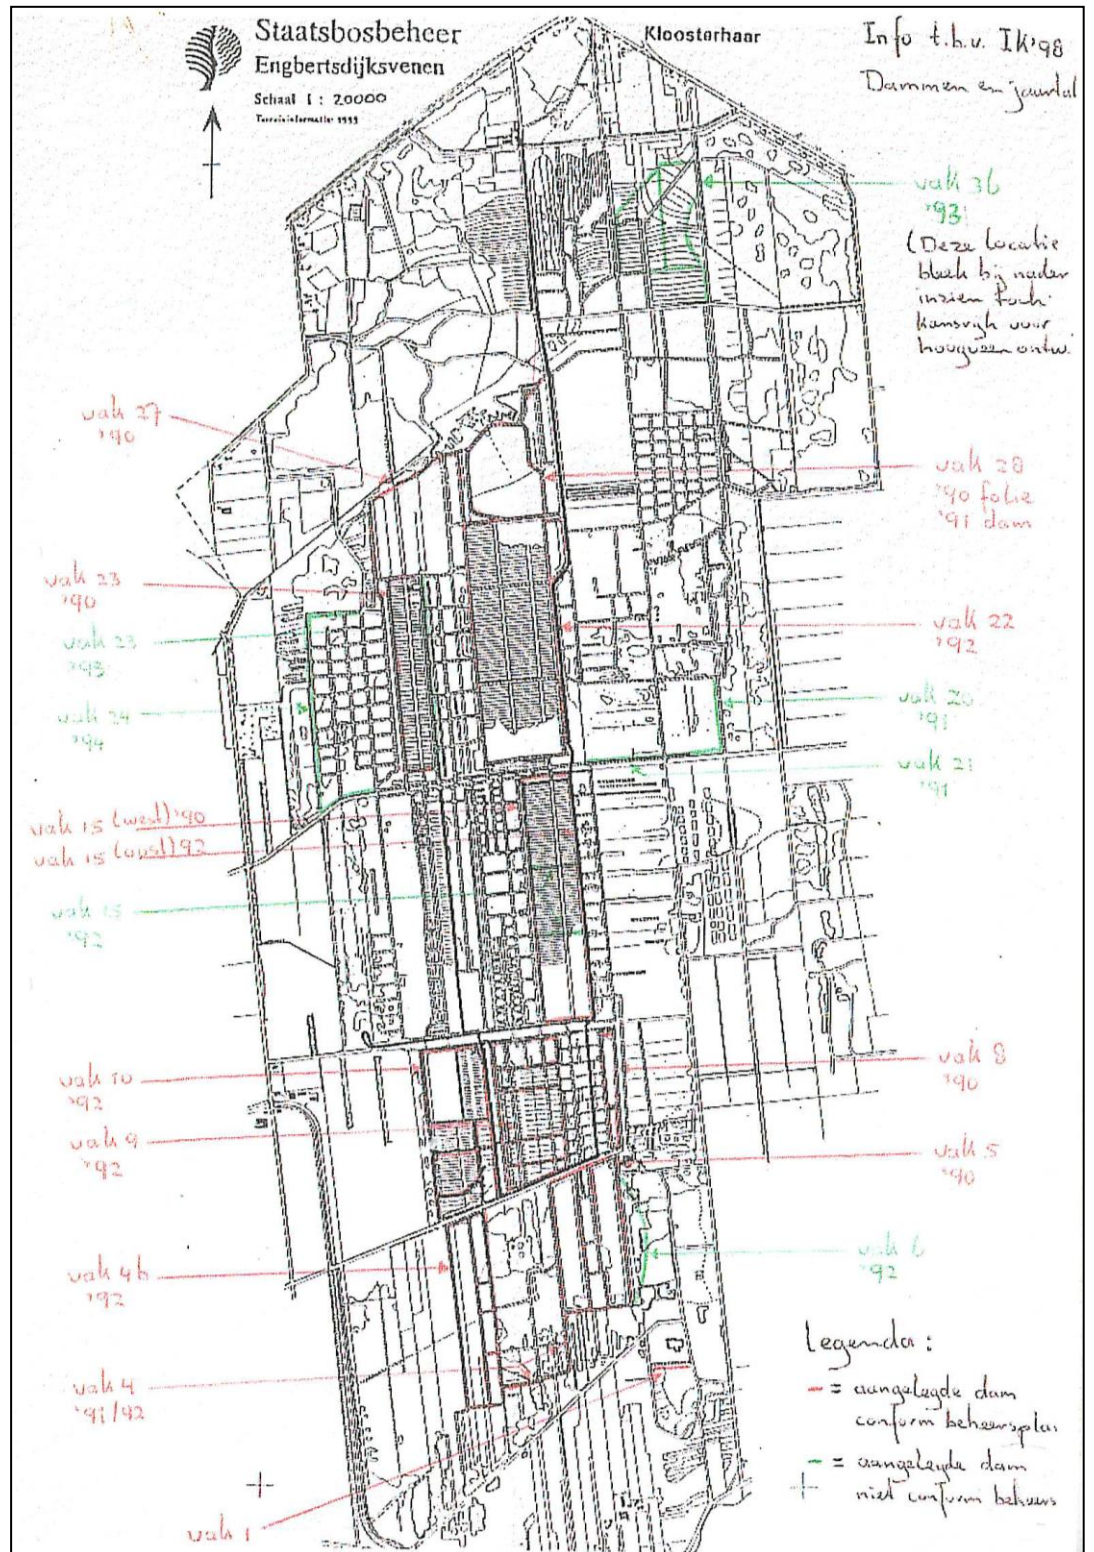 Staatsbosbeheer
Engbertsdijksvenen
Schaal 1 : 20000
Terreininformatie 1993
Kloosterhaar
Info t.b.v. IK'98
Dammen en jaartal
vak 36
'93
(Deze locatie
bleek bij nader
inzien toch
kansrijk voor
hoogveen ontw.
vak 27
'90
vak 28
'90 folie
'91 dam
vak 23
'90
vak 23
'93
vak 22
'92
vak 24
'94
vak 20
'91
vak 21
'91
vak 15 (west) '90
vak 15 (oost) '92
vak 15
'92
vak 10
'92
vak 8
'90
vak 9
'92
vak 5
'90
vak 4b
'92
vak 6
'92
vak 4
'91/92
vak 1
Legenda :
- = aangelegde dam
conform beheersplan
- = aangelegde dam
niet conform beheers